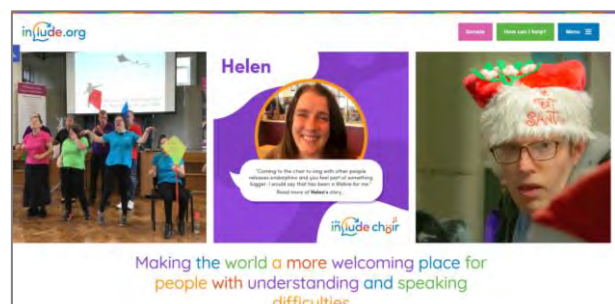 include.org
Donate
How can I help?
Menu
Helen
"Coming to the choir to sing with other people
releases endorphins and you feel part of something
bigger. I would say that has been a lifeline for me."
Read more of Helen's story...
include choir
SANTA
Making the world a more welcoming place for
people with understanding and speaking
difficulties